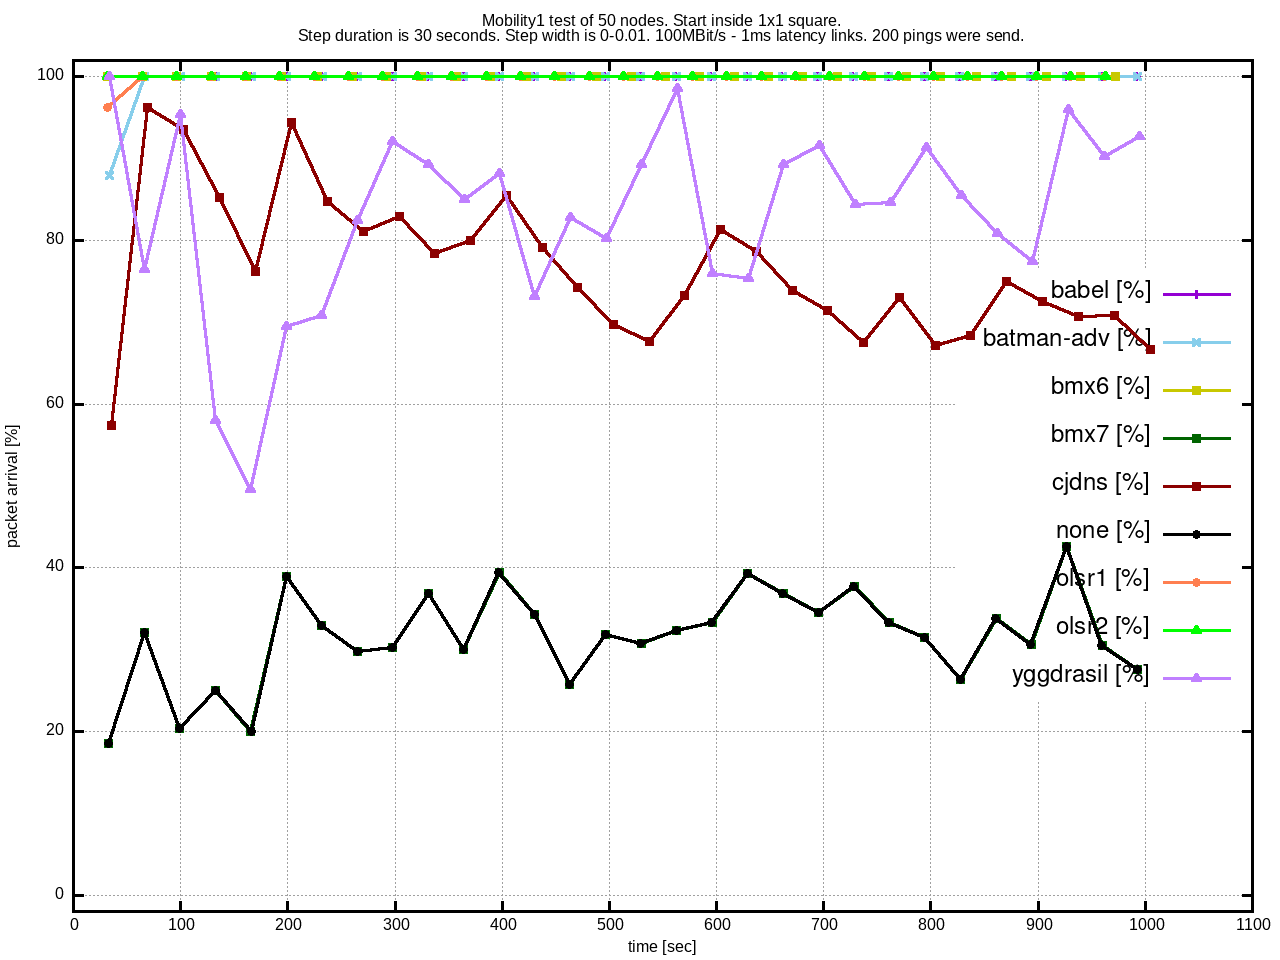 Mobility1 test of 50 nodes. Start inside 1x1 square.
Step duration is 30 seconds. Step width is 0-0.01. 100MBit/s - 1ms latency links. 200 pings were send.
100
80
60
40
20
0
packet arrival [%]
babel [%]
batman-adv [%]
bmx6 [%]
bmx7 [%]
cjdns [%]
none [%]
olsr1 [%]
olsr2 [%]
yggdrasil [%]
0 100 200 300 400 500 600 700 800 900 1000 1100
time [sec]